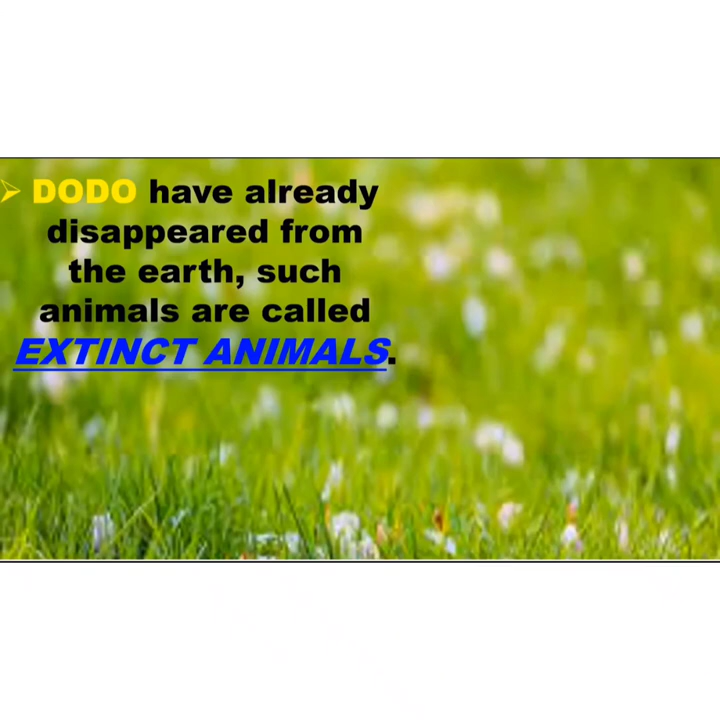 ➢ DODO have already
disappeared from
the earth, such
animals are called
EXTINCT ANIMALS.